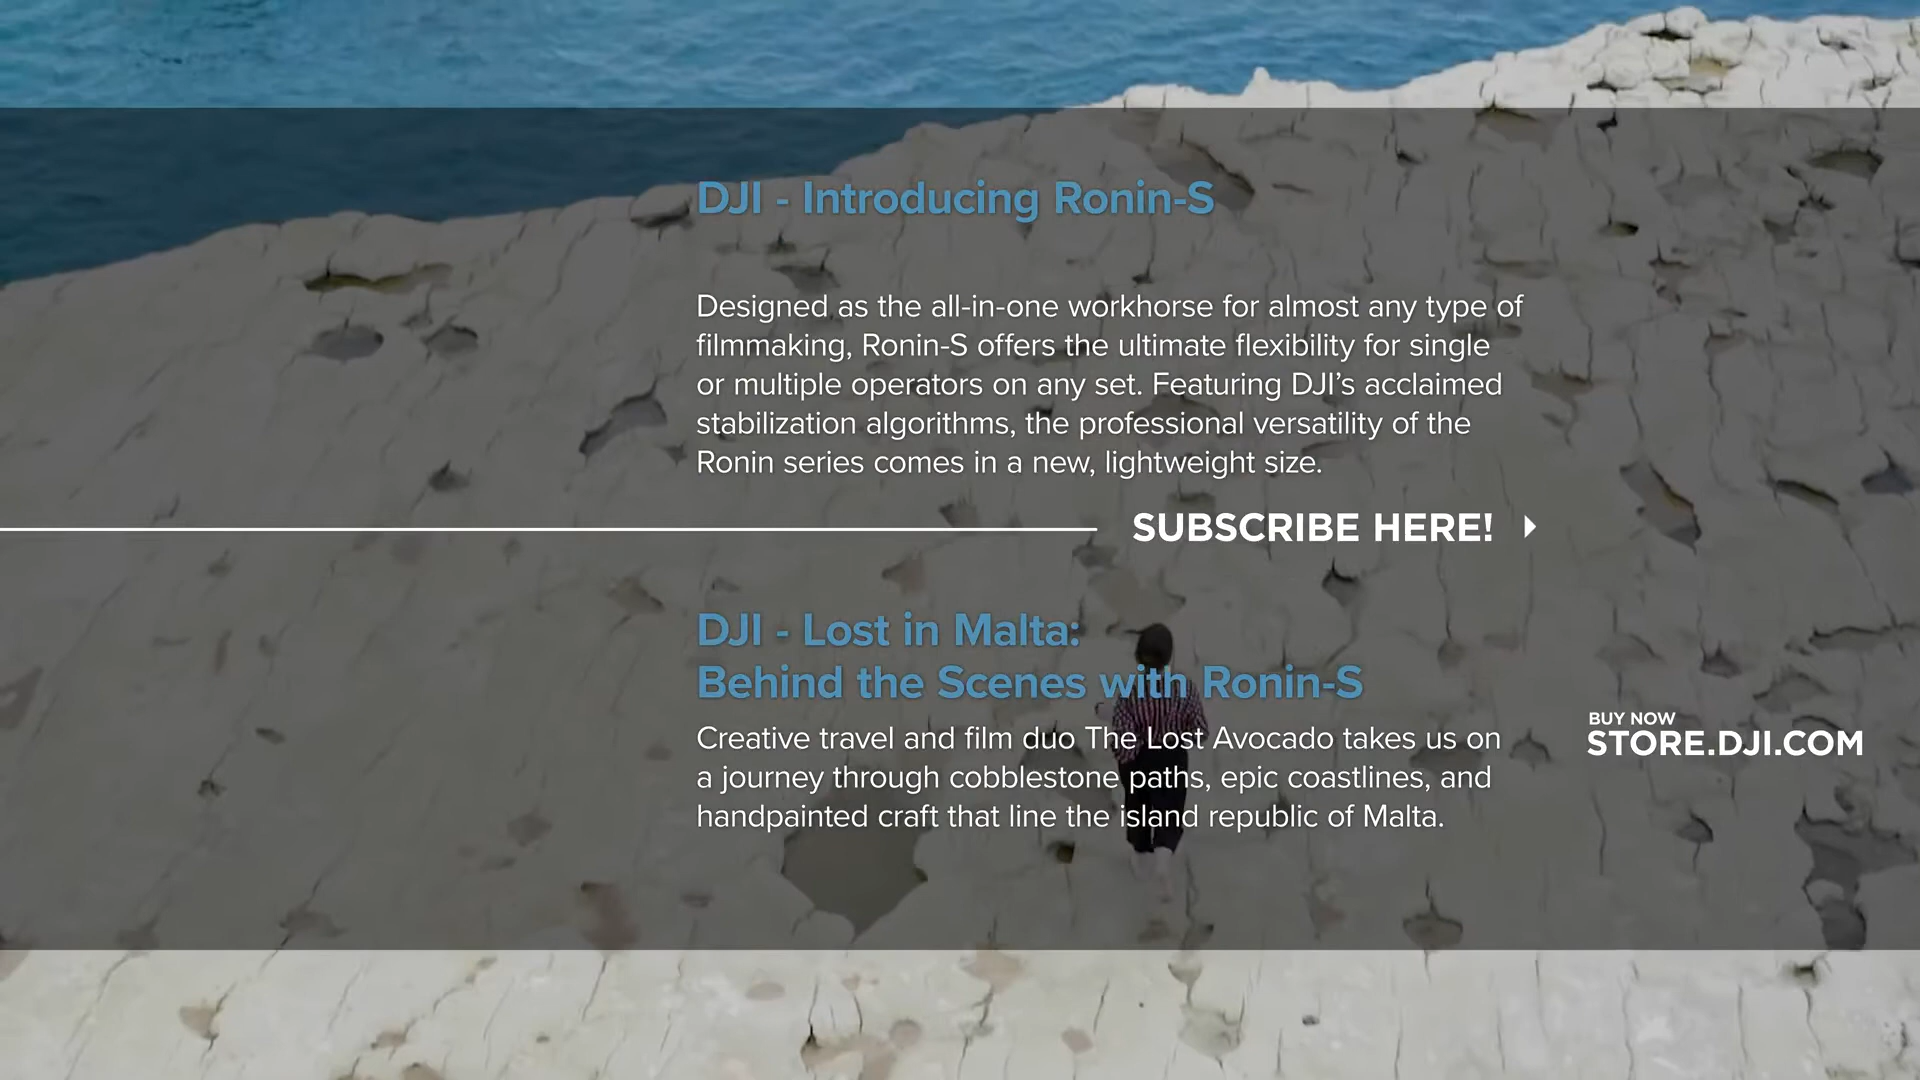 DJI - Introducing Ronin-S
Designed as the all-in-one workhorse for almost any type of
filmmaking, Ronin-S offers the ultimate flexibility for single
or multiple operators on any set. Featuring DJI’s acclaimed
stabilization algorithms, the professional versatility of the
Ronin series comes in a new, lightweight size.
SUBSCRIBE HERE!
DJI - Lost in Malta:
Behind the Scenes with Ronin-S
Creative travel and film duo The Lost Avocado takes us on
a journey through cobblestone paths, epic coastlines, and
handpainted craft that line the island republic of Malta.
BUY NOW
STORE.DJI.COM